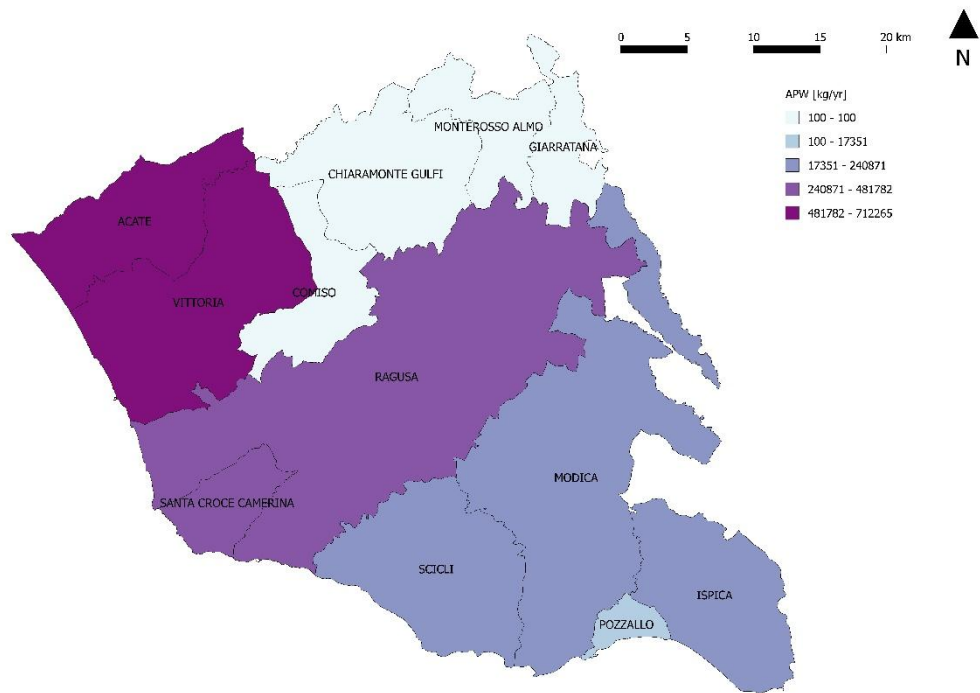 0 5 10 15 20 km
N
APW [kg/yr]
100 - 100
100 - 17351
17351 - 240871
240871 - 481782
481782 - 712265
MONTEROSSO ALMO
GIARRATANA
CHIARAMONTE GULFI
ACATE
COMISO
VITTORIA
RAGUSA
MODICA
SANTA CROCE CAMERINA
SCICLI
ISPICA
POZZALLO